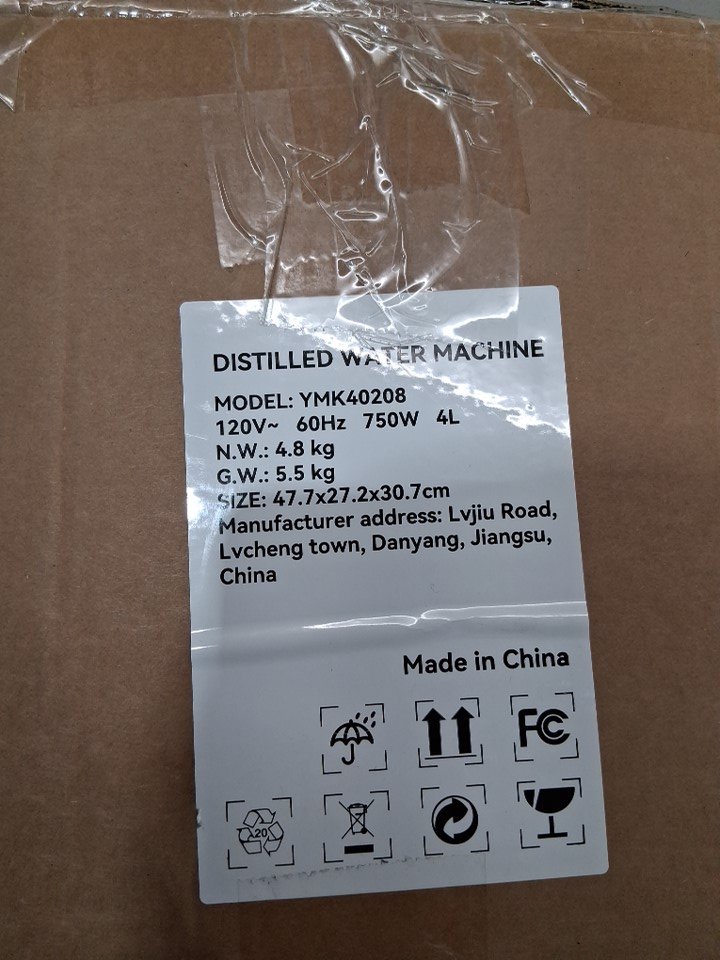 DISTILLED WATER MACHINE
MODEL: YMK40208
120V~ 60Hz 750W 4L
N.W.: 4.8 kg
G.W.: 5.5 kg
SIZE: 47.7x27.2x30.7cm
Manufacturer address: Lvjiu Road,
Lvcheng town, Danyang, Jiangsu,
China
Made in China
FC
20